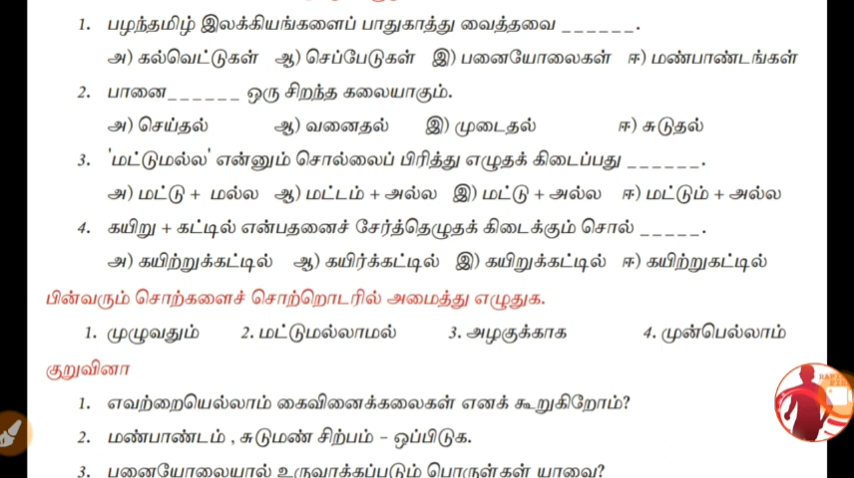 1. பழந்தமிழ் இலக்கியங்களைப் பாதுகாத்து வைத்தவை ______.
அ) கல்வெட்டுகள் ஆ) செப்பேடுகள் இ) பனையோலைகள் ஈ) மண்பாண்டங்கள்
2. பானை______ ஒரு சிறந்த கலையாகும்.
அ) செய்தல் ஆ) வனைதல் இ) முடைதல் ஈ) சுடுதல்
3. 'மட்டுமல்ல' என்னும் சொல்லைப் பிரித்து எழுதக் கிடைப்பது ______.
அ) மட்டு + மல்ல ஆ) மட்டம் + அல்ல இ) மட்டு + அல்ல ஈ) மட்டும் + அல்ல
4. கயிறு + கட்டில் என்பதனைச் சேர்த்தெழுதக் கிடைக்கும் சொல் _____.
அ) கயிற்றுக்கட்டில் ஆ) கயிர்க்கட்டில் இ) கயிறுக்கட்டில் ஈ) கயிற்றுகட்டில்
பின்வரும் சொற்களைச் சொற்றொடரில் அமைத்து எழுதுக.
1. முழுவதும் 2. மட்டுமல்லாமல் 3. அழகுக்காக 4. முன்பெல்லாம்
குறுவினா
1. எவற்றையெல்லாம் கைவினைக்கலைகள் எனக் கூறுகிறோம்?
2. மண்பாண்டம் , சுடுமண் சிற்பம் – ஒப்பிடுக.
3. பனையோலையால் உருவாக்கப்படும் பொருள்கள் யாவை?